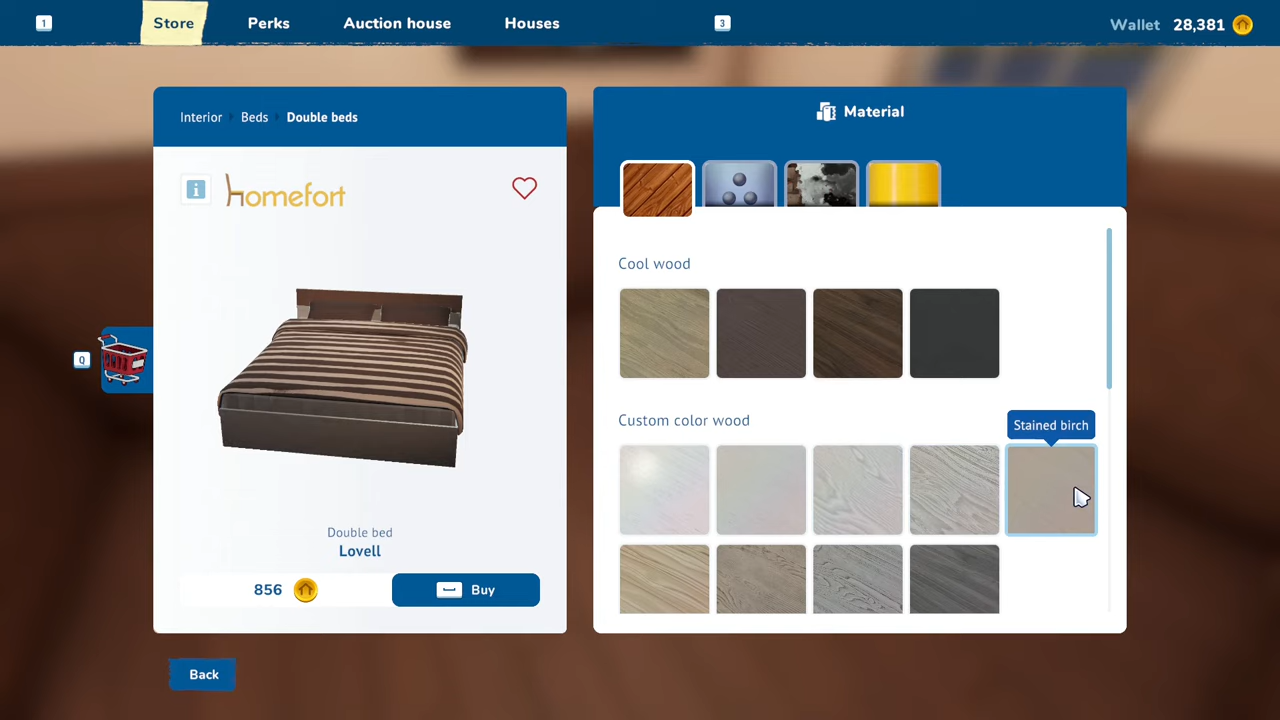 1
Store
Perks
Auction house
Houses
3
Wallet 28,381
Interior Beds Double beds
i homefort
Material
Cool wood
Q
Custom color wood
Stained birch
Double bed
Lovell
856
Buy
Back